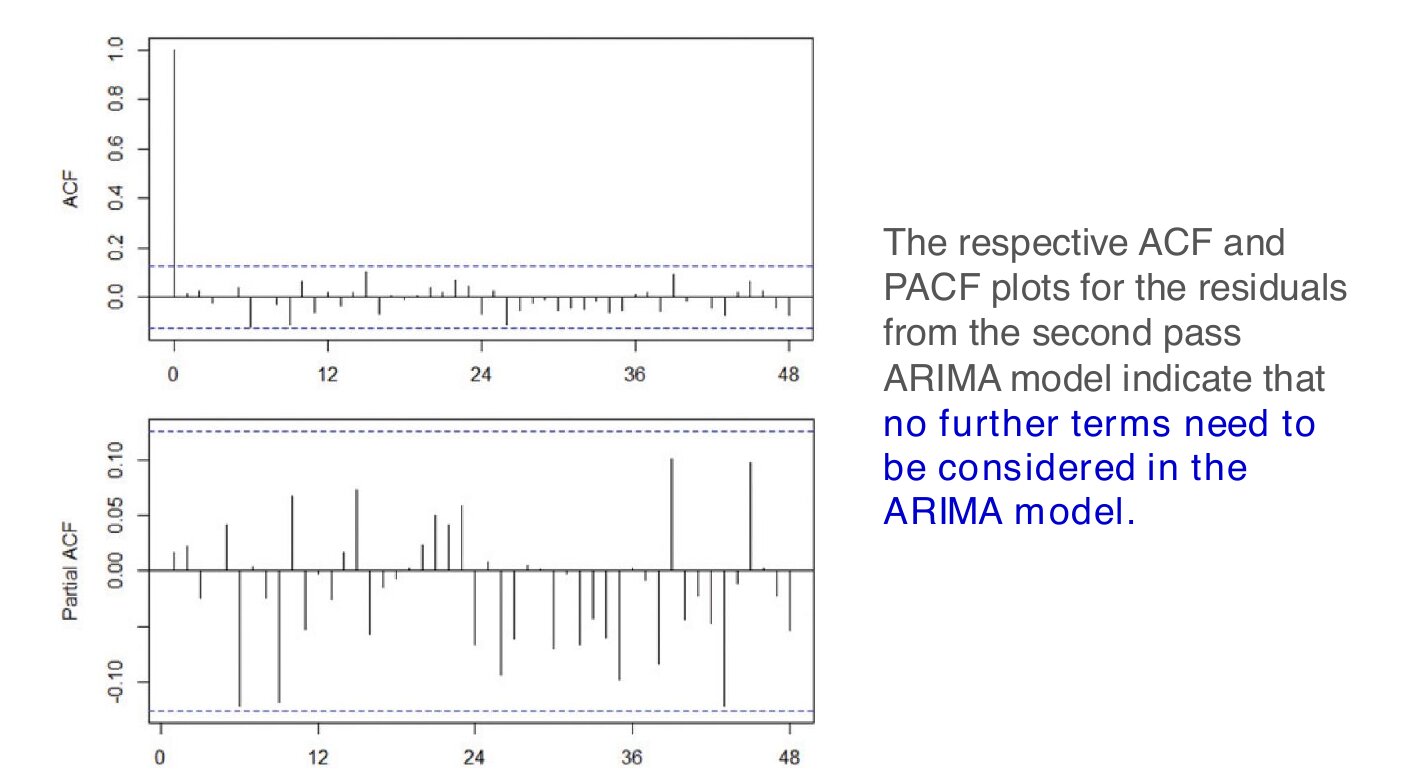 ACF
1.0
0.8
0.6
0.4
0.2
0.0
0 12 24 36 48
Partial ACF
0.10
0.05
0.00
-0.10
0 12 24 36 48
The respective ACF and
PACF plots for the residuals
from the second pass
ARIMA model indicate that
no further terms need to
be considered in the
ARIMA model.